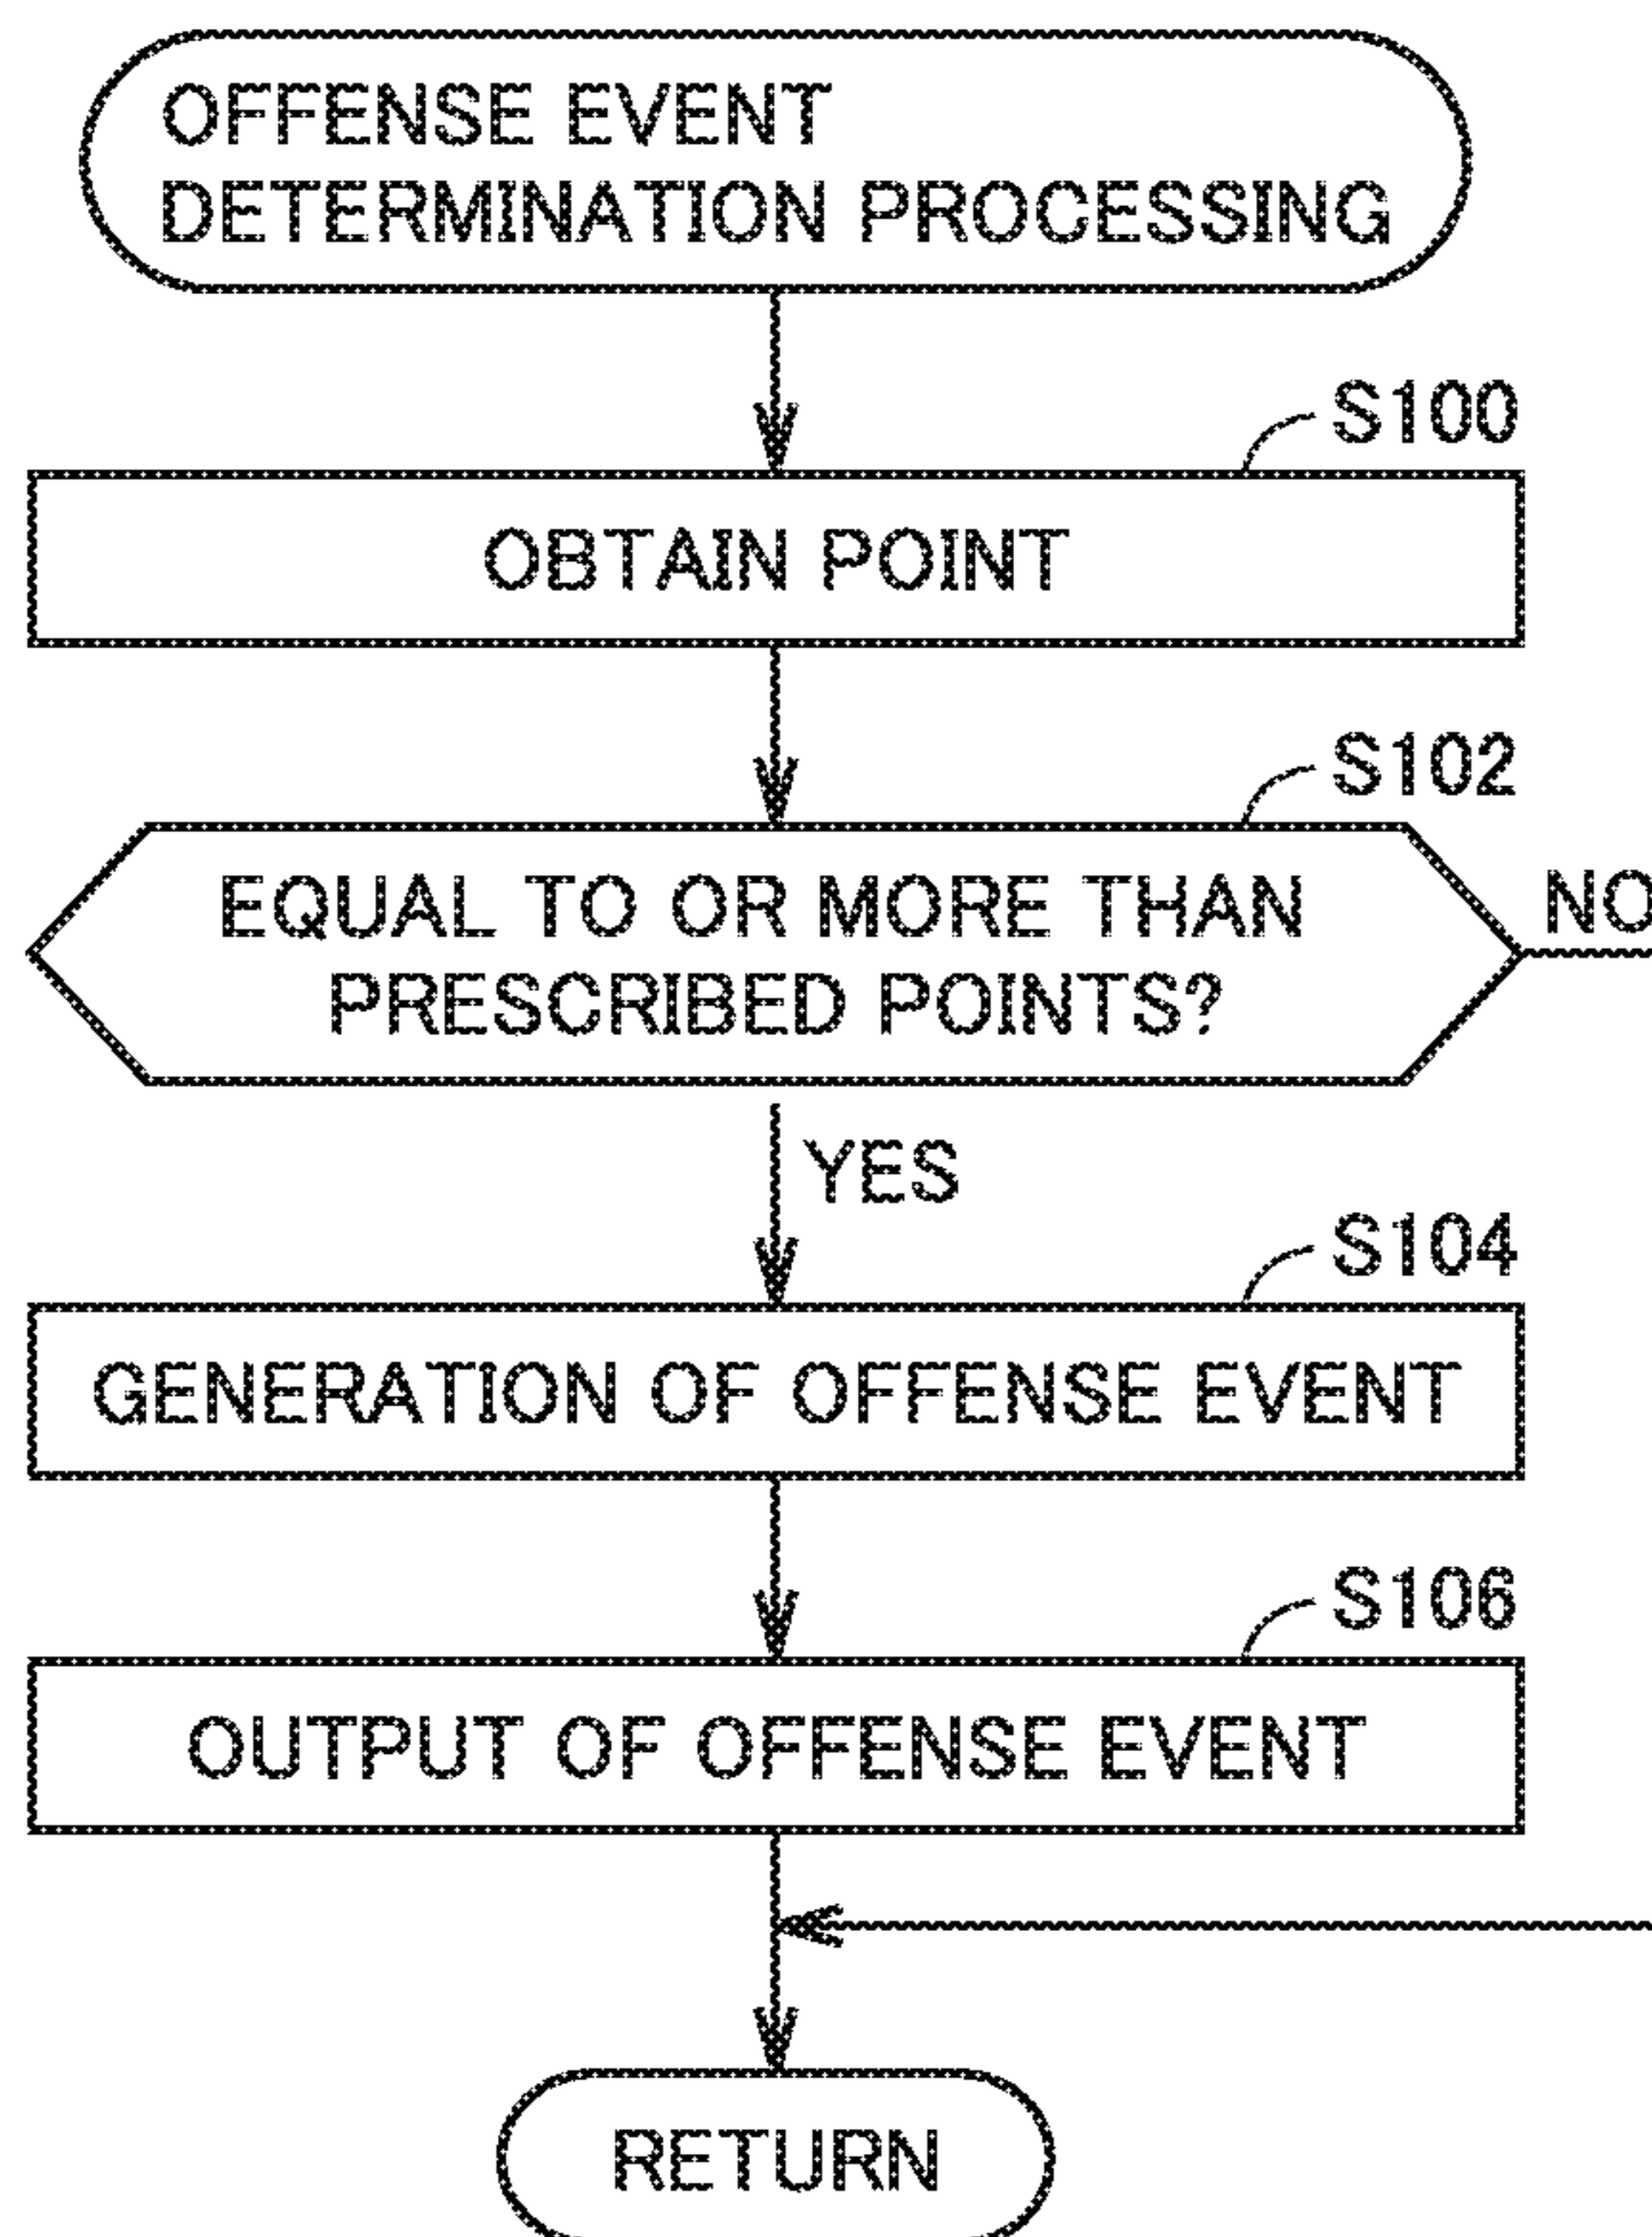 OFFENSE EVENT
DETERMINATION PROCESSING
S100
OBTAIN POINT
S102
EQUAL TO OR MORE THAN
PRESCRIBED POINTS?
NO
YES
S104
GENERATION OF OFFENSE EVENT
S106
OUTPUT OF OFFENSE EVENT
RETURN